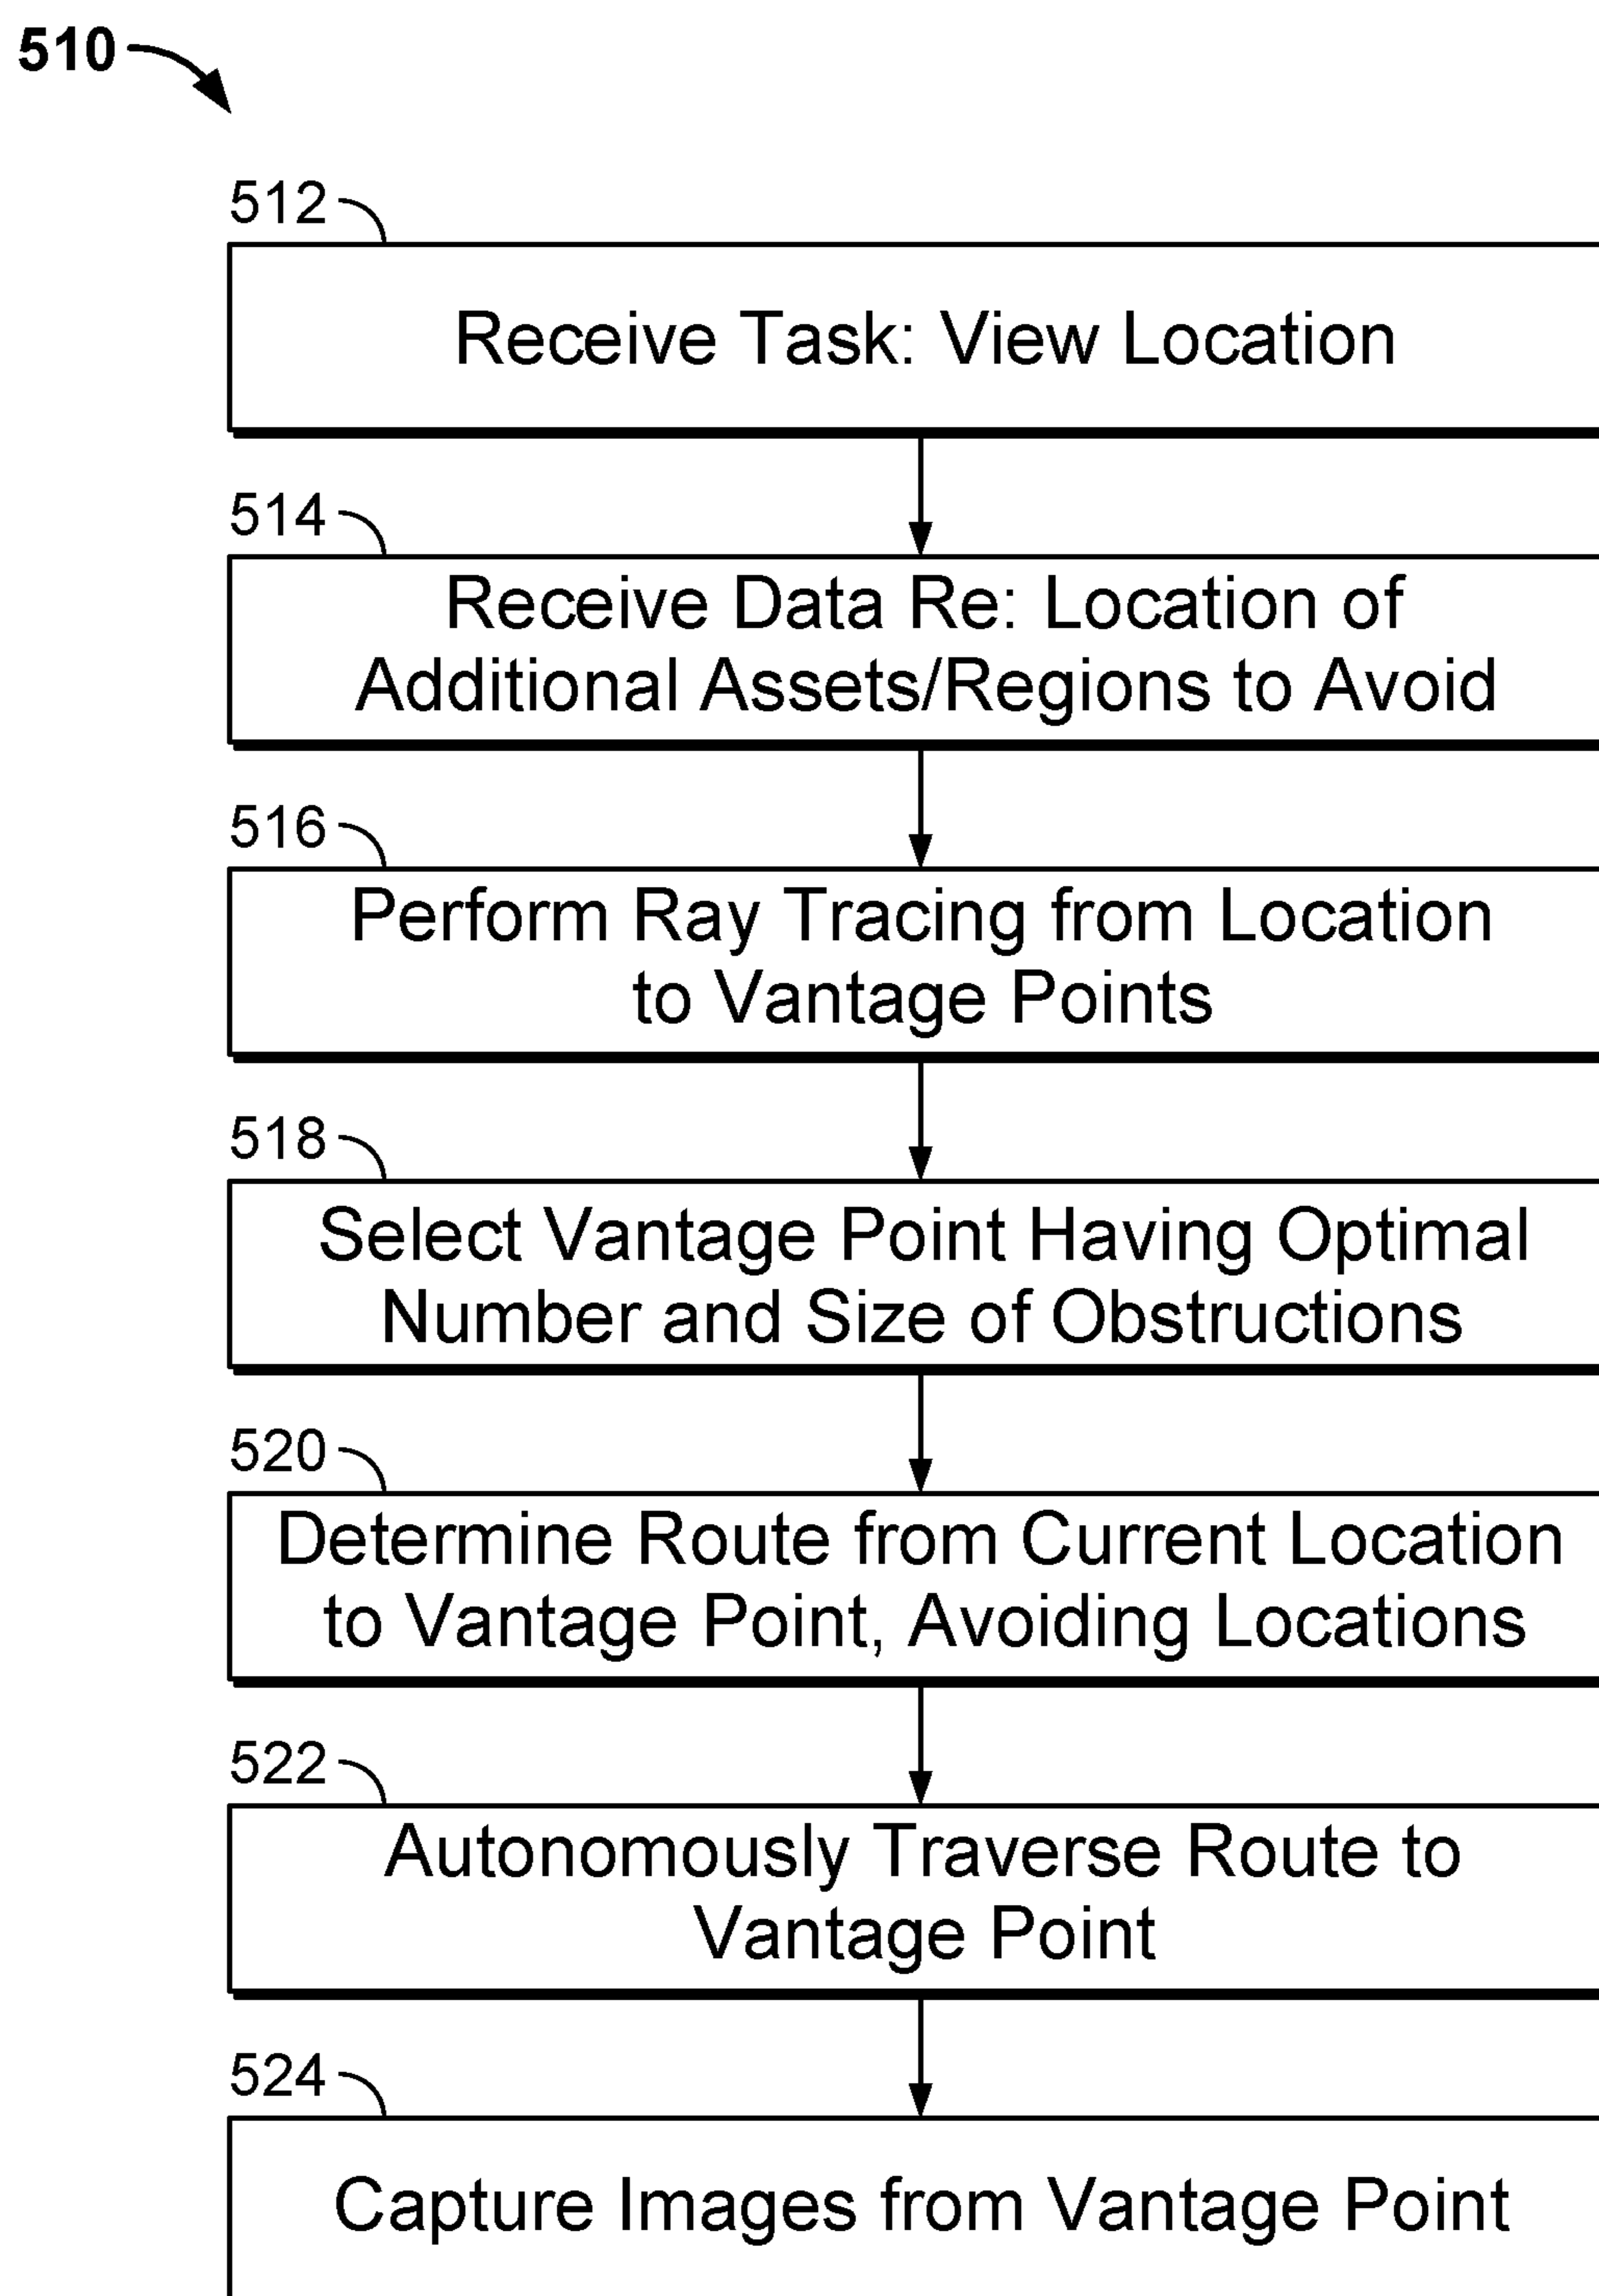 510
512
Receive Task: View Location
514
Receive Data Re: Location of
Additional Assets/Regions to Avoid
516
Perform Ray Tracing from Location
to Vantage Points
518
Select Vantage Point Having Optimal
Number and Size of Obstructions
520
Determine Route from Current Location
to Vantage Point, Avoiding Locations
522
Autonomously Traverse Route to
Vantage Point
524
Capture Images from Vantage Point